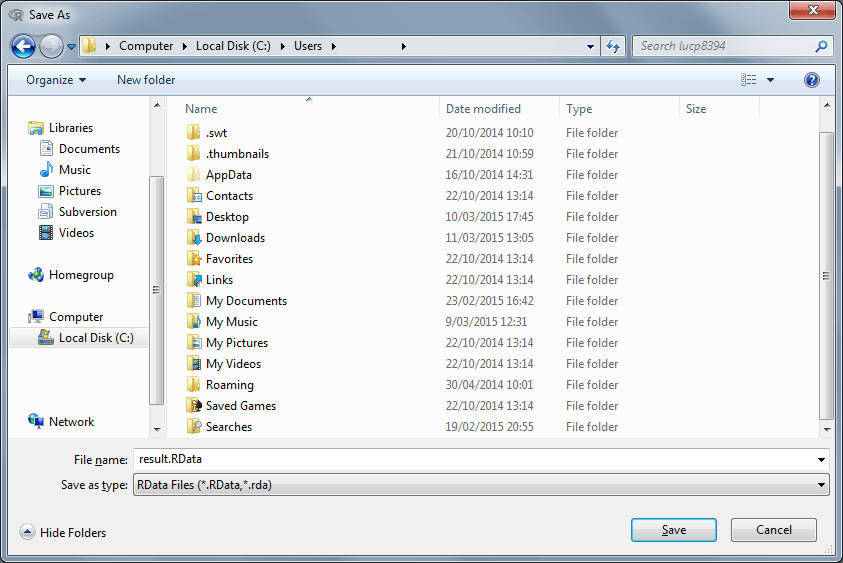 Save As
Computer Local Disk (C:) Users
Search lucp8394
Organize New folder
Name Date modified Type Size
Libraries
Documents
Music
Pictures
Subversion
Videos
Homegroup
Computer
Local Disk (C:)
Network
.swt 20/10/2014 10:10 File folder
.thumbnails 21/10/2014 10:59 File folder
AppData 16/10/2014 14:31 File folder
Contacts 22/10/2014 13:14 File folder
Desktop 10/03/2015 17:45 File folder
Downloads 11/03/2015 13:05 File folder
Favorites 22/10/2014 13:14 File folder
Links 22/10/2014 13:14 File folder
My Documents 23/02/2015 16:42 File folder
My Music 9/03/2015 12:31 File folder
My Pictures 22/10/2014 13:14 File folder
My Videos 22/10/2014 13:14 File folder
Roaming 30/04/2014 10:01 File folder
Saved Games 22/10/2014 13:14 File folder
Searches 19/02/2015 20:55 File folder
File name: result.RData
Save as type: RData Files (*.RData,*.rda)
Hide Folders Save Cancel